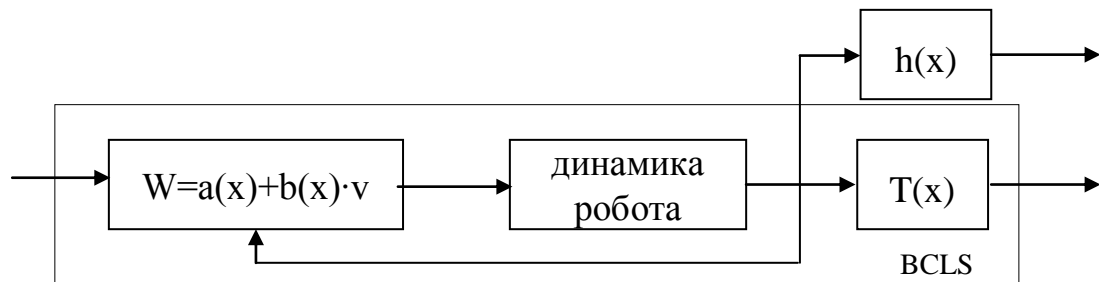 h(x)
W=a(x)+b(x)·v
динамика
робота
T(x)
BCLS